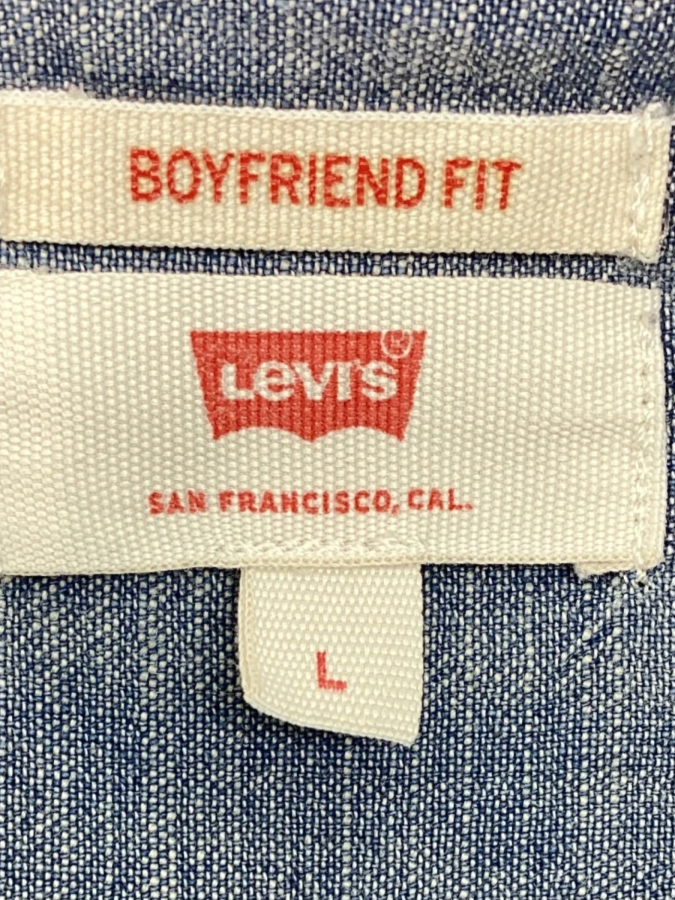 BOYFRIEND FIT
LEVI'S ®
SAN FRANCISCO, CAL.
L